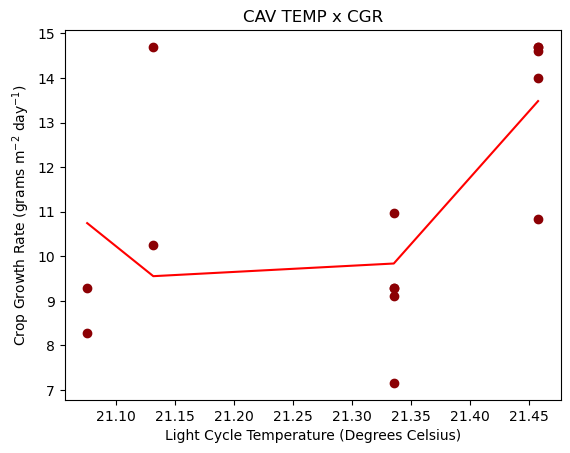 CAV TEMP x CGR
Crop Growth Rate (grams m⁻² day⁻¹)
15
14
13
12
11
10
9
8
7
21.10 21.15 21.20 21.25 21.30 21.35 21.40 21.45
Light Cycle Temperature (Degrees Celsius)